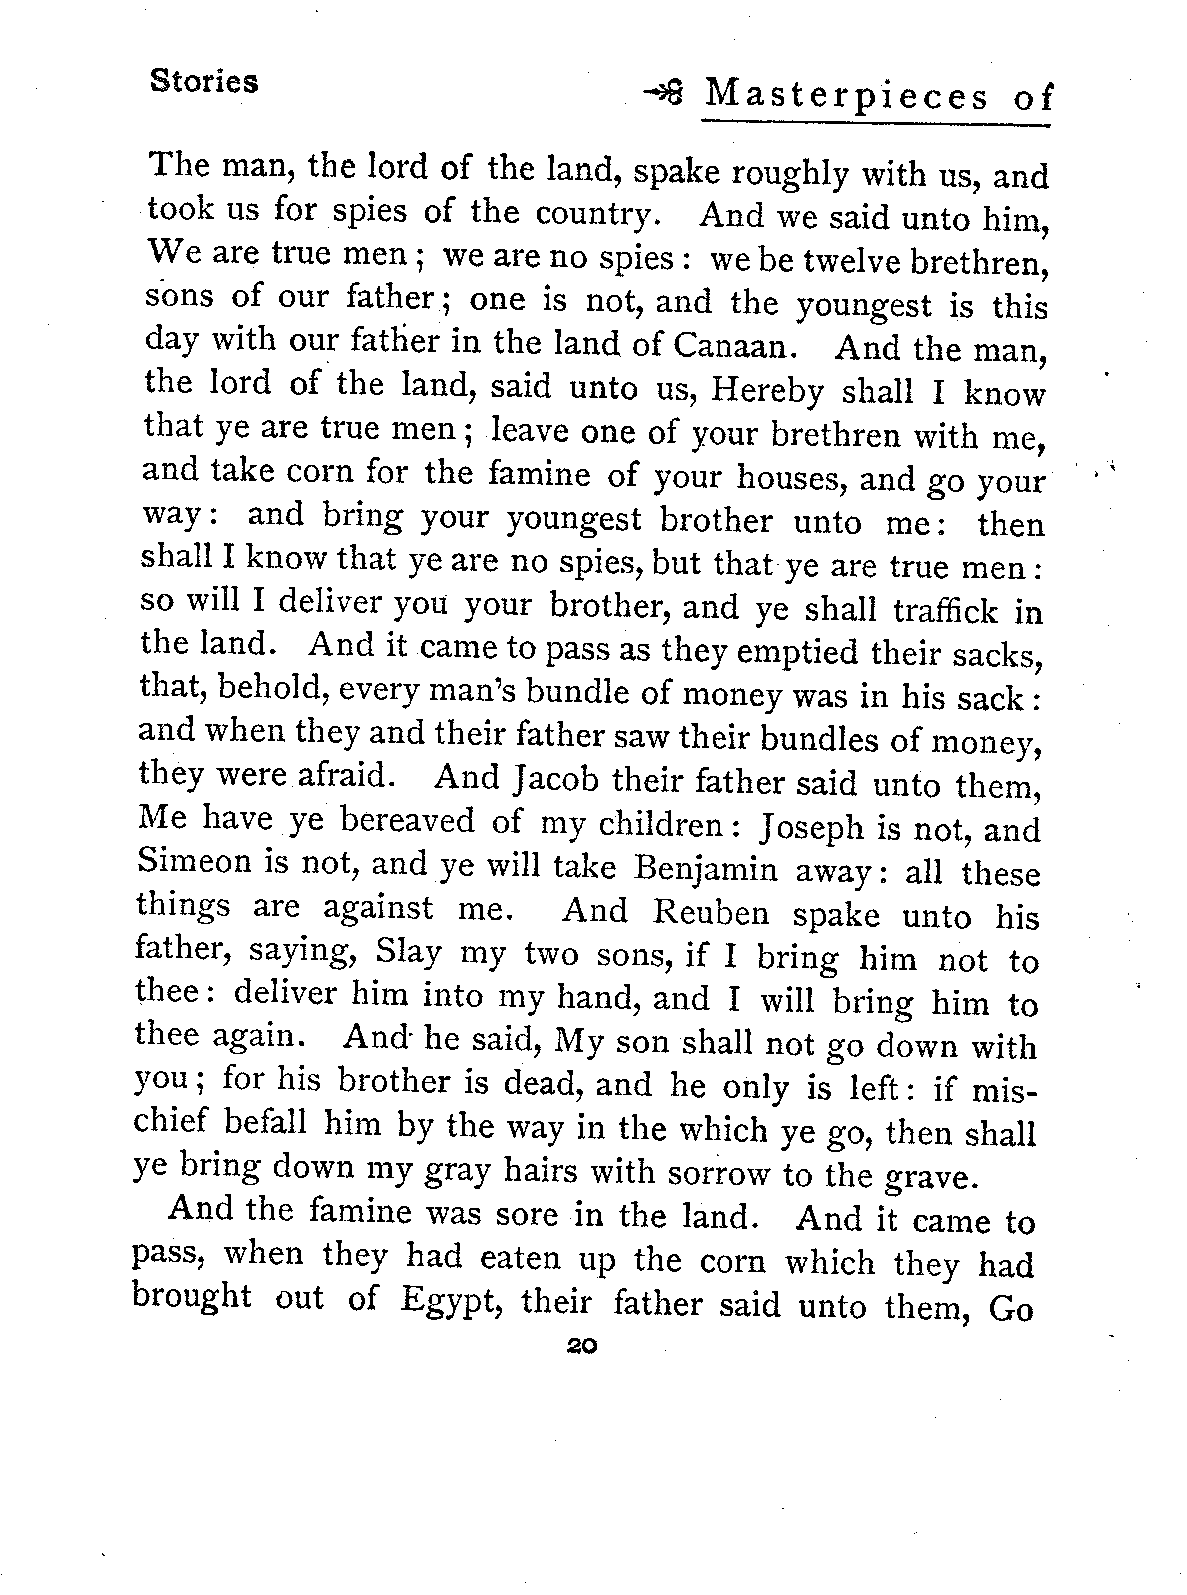 Stories
Masterpieces of
The man, the lord of the land, spake roughly with us, and
took us for spies of the country. And we said unto him,
We are true men; we are no spies: we be twelve brethren,
sons of our father; one is not, and the youngest is this
day with our father in the land of Canaan. And the man,
the lord of the land, said unto us, Hereby shall I know
that ye are true men; leave one of your brethren with me,
and take corn for the famine of your houses, and go your
way: and bring your youngest brother unto me: then
shall I know that ye are no spies, but that ye are true men:
so will I deliver you your brother, and ye shall traffick in
the land. And it came to pass as they emptied their sacks,
that, behold, every man's bundle of money was in his sack:
and when they and their father saw their bundles of money,
they were afraid. And Jacob their father said unto them,
Me have ye bereaved of my children: Joseph is not, and
Simeon is not, and ye will take Benjamin away: all these
things are against me. And Reuben spake unto his
father, saying, Slay my two sons, if I bring him not to
thee: deliver him into my hand, and I will bring him to
thee again. And he said, My son shall not go down with
you; for his brother is dead, and he only is left: if mis-
chief befall him by the way in the which ye go, then shall
ye bring down my gray hairs with sorrow to the grave.
And the famine was sore in the land. And it came to
pass, when they had eaten up the corn which they had
brought out of Egypt, their father said unto them, Go
20